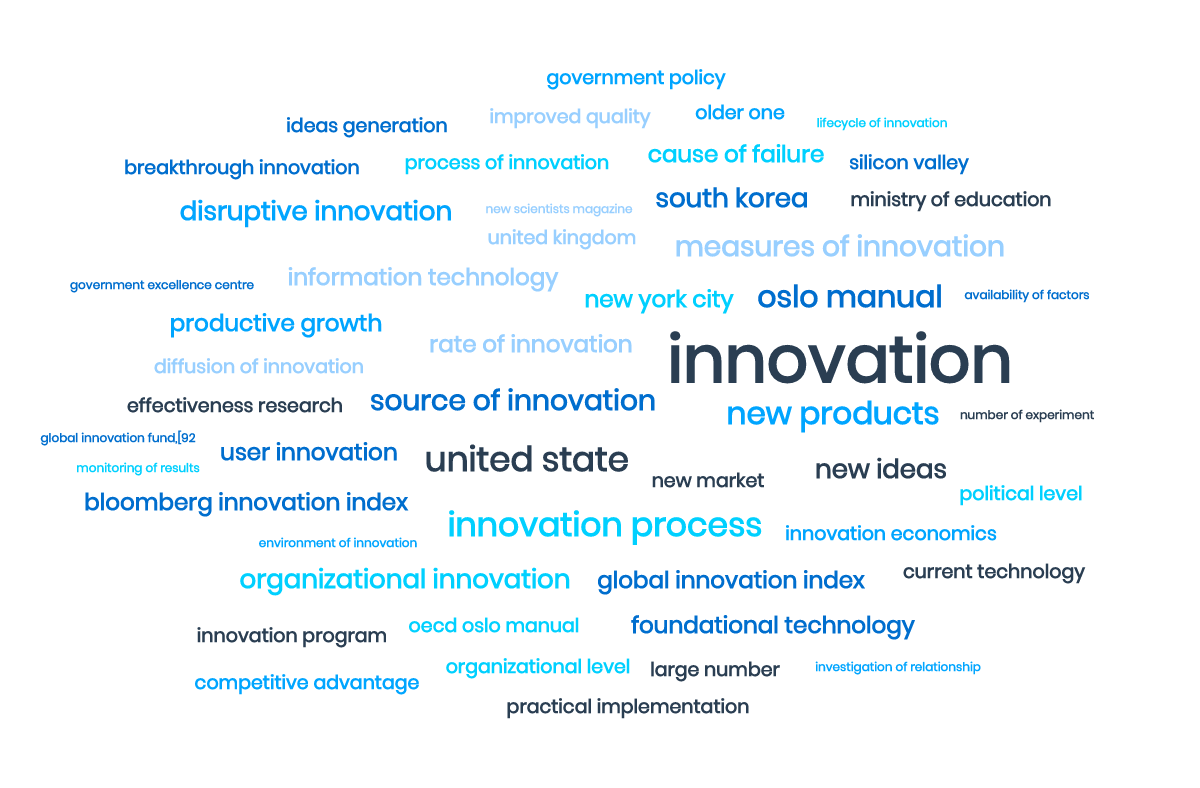 government policy
improved quality
older one
lifecycle of innovation
ideas generation
breakthrough innovation
process of innovation
cause of failure
silicon valley
disruptive innovation
new scientists magazine
south korea
ministry of education
united kingdom
measures of innovation
government excellence centre
information technology
new york city
oslo manual
availability of factors
productive growth
rate of innovation
innovation
diffusion of innovation
effectiveness research
source of innovation
new products
number of experiment
global innovation fund,[92
user innovation
united state
monitoring of results
new market
new ideas
bloomberg innovation index
political level
innovation process
innovation economics
environment of innovation
organizational innovation
global innovation index
current technology
innovation program
oecd oslo manual
foundational technology
organizational level
large number
investigation of relationship
competitive advantage
practical implementation